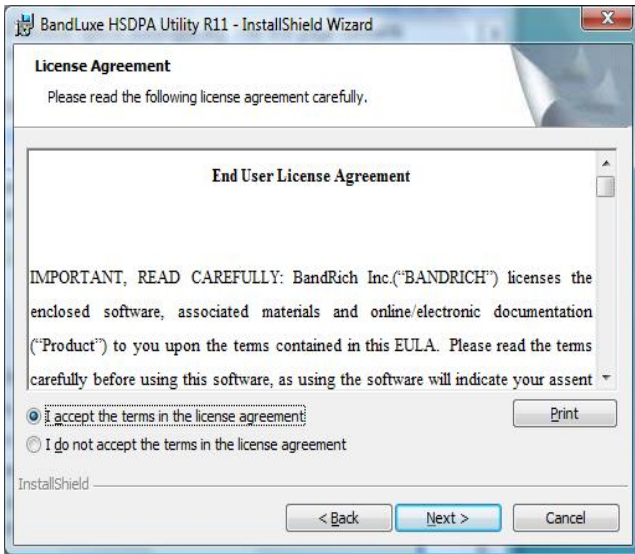 BandLuxe HSDPA Utility R11 - InstallShield Wizard
License Agreement
Please read the following license agreement carefully.
End User License Agreement
IMPORTANT, READ CAREFULLY: BandRich Inc.(“BANDRICH”) licenses the
enclosed software, associated materials and online/electronic documentation
(“Product”) to you upon the terms contained in this EULA. Please read the terms
carefully before using this software, as using the software will indicate your assent
I accept the terms in the license agreement
Print
I do not accept the terms in the license agreement
InstallShield
< Back
Next >
Cancel